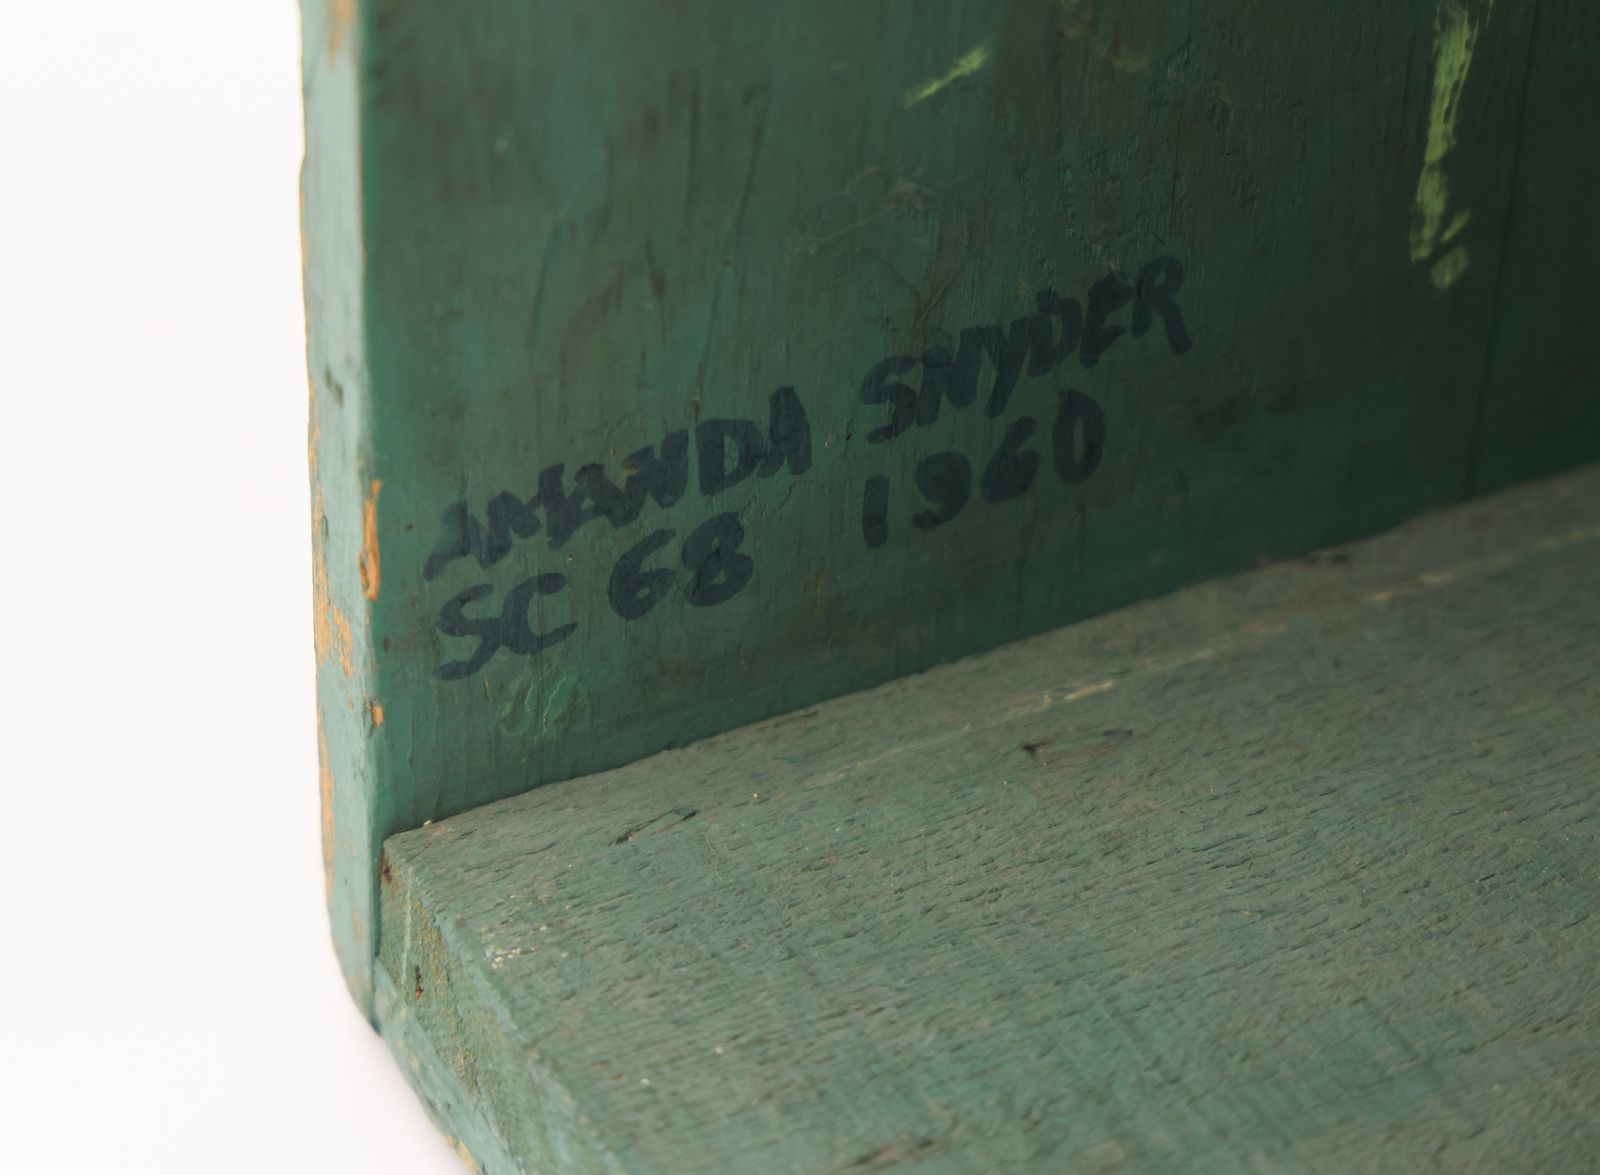 AMANDA SNYDER
SC 68 1960